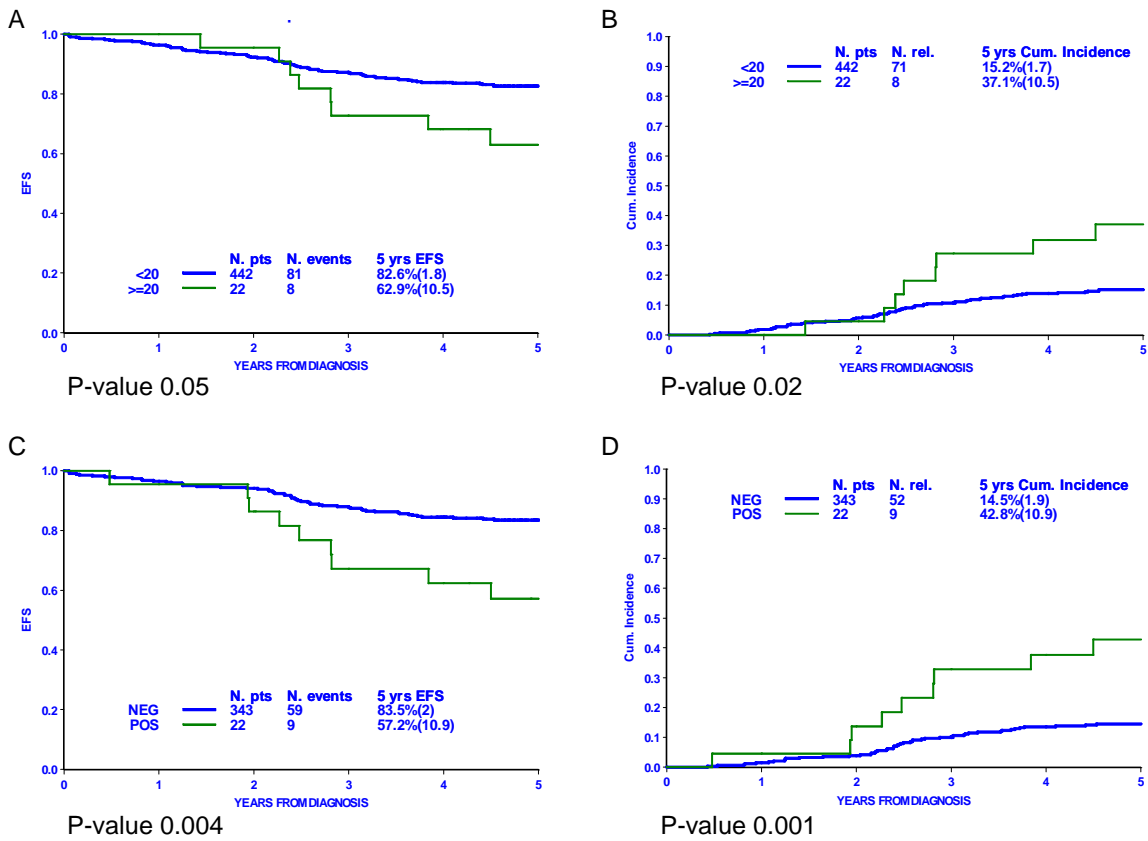 A
1.0
0.8
0.6
0.4
0.2
0.0
EFS
N. pts N. events 5 yrs EFS
<20 442 81 82.6%(1.8)
>=20 22 8 62.9%(10.5)
0 1 2 3 4 5
YEARS FROM DIAGNOSIS
P-value 0.05
B
1.0
0.9
0.8
0.7
0.6
0.5
0.4
0.3
0.2
0.1
0.0
Cum. Incidence
N. pts N. rel. 5 yrs Cum. Incidence
<20 442 71 15.2%(1.7)
>=20 22 8 37.1%(10.5)
0 1 2 3 4 5
YEARS FROM DIAGNOSIS
P-value 0.02
C
1.0
0.8
0.6
0.4
0.2
0.0
EFS
N. pts N. events 5 yrs EFS
NEG 343 59 83.5%(2)
POS 22 9 57.2%(10.9)
0 1 2 3 4 5
YEARS FROM DIAGNOSIS
P-value 0.004
D
1.0
0.9
0.8
0.7
0.6
0.5
0.4
0.3
0.2
0.1
0.0
Cum. Incidence
N. pts N. rel. 5 yrs Cum. Incidence
NEG 343 52 14.5%(1.9)
POS 22 9 42.8%(10.9)
0 1 2 3 4 5
YEARS FROM DIAGNOSIS
P-value 0.001